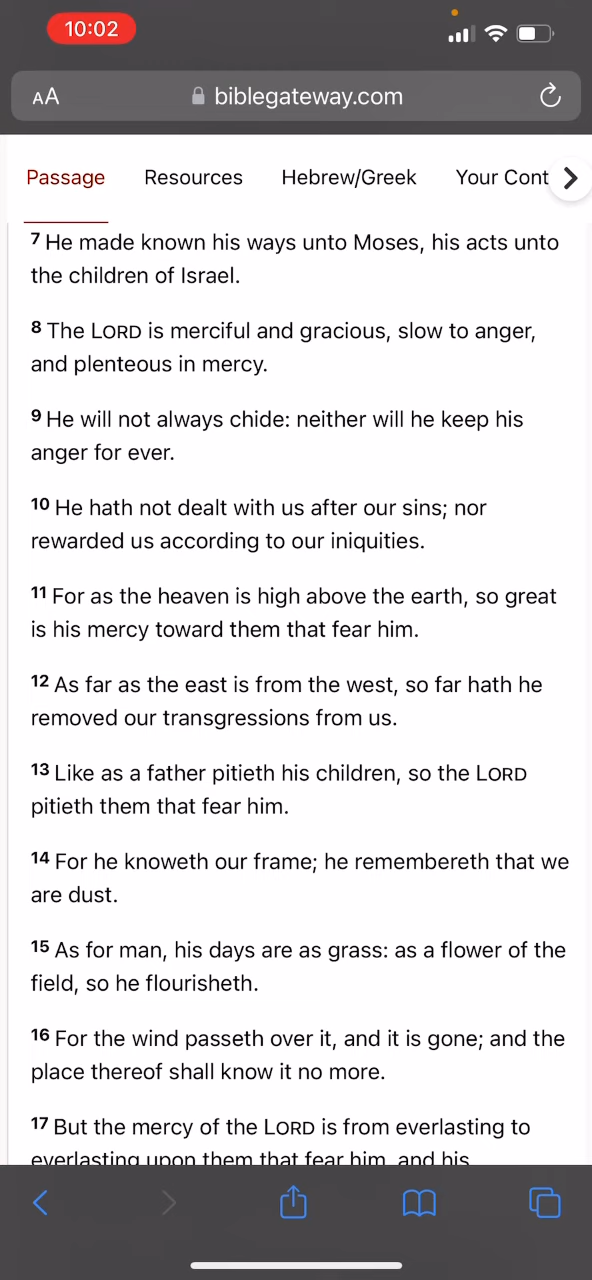 10:02
AA biblegateway.com
Passage Resources Hebrew/Greek Your Cont
7 He made known his ways unto Moses, his acts unto
the children of Israel.
8 The LORD is merciful and gracious, slow to anger,
and plenteous in mercy.
9 He will not always chide: neither will he keep his
anger for ever.
10 He hath not dealt with us after our sins; nor
rewarded us according to our iniquities.
11 For as the heaven is high above the earth, so great
is his mercy toward them that fear him.
12 As far as the east is from the west, so far hath he
removed our transgressions from us.
13 Like as a father pitieth his children, so the LORD
pitieth them that fear him.
14 For he knoweth our frame; he remembereth that we
are dust.
15 As for man, his days are as grass: as a flower of the
field, so he flourisheth.
16 For the wind passeth over it, and it is gone; and the
place thereof shall know it no more.
17 But the mercy of the LORD is from everlasting to
everlasting upon them that fear him, and his